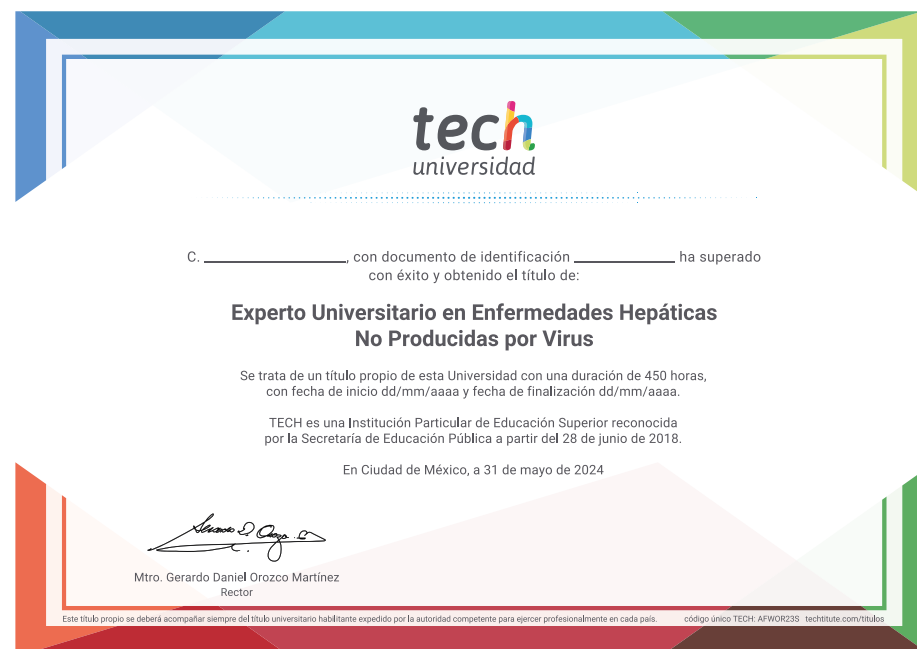 tech
universidad
C. ____________________, con documento de identificación ______________ ha superado
con éxito y obtenido el título de:
Experto Universitario en Enfermedades Hepáticas
No Producidas por Virus
Se trata de un título propio de esta Universidad con una duración de 450 horas,
con fecha de inicio dd/mm/aaaa y fecha de finalización dd/mm/aaaa.
TECH es una Institución Particular de Educación Superior reconocida
por la Secretaría de Educación Pública a partir del 28 de junio de 2018.
En Ciudad de México, a 31 de mayo de 2024
Mtro. Gerardo Daniel Orozco Martínez
Rector
Este título propio se deberá acompañar siempre del título universitario habilitante expedido por la autoridad competente para ejercer profesionalmente en cada país. código único TECH: AFWOR23S techtitute.com/titulos